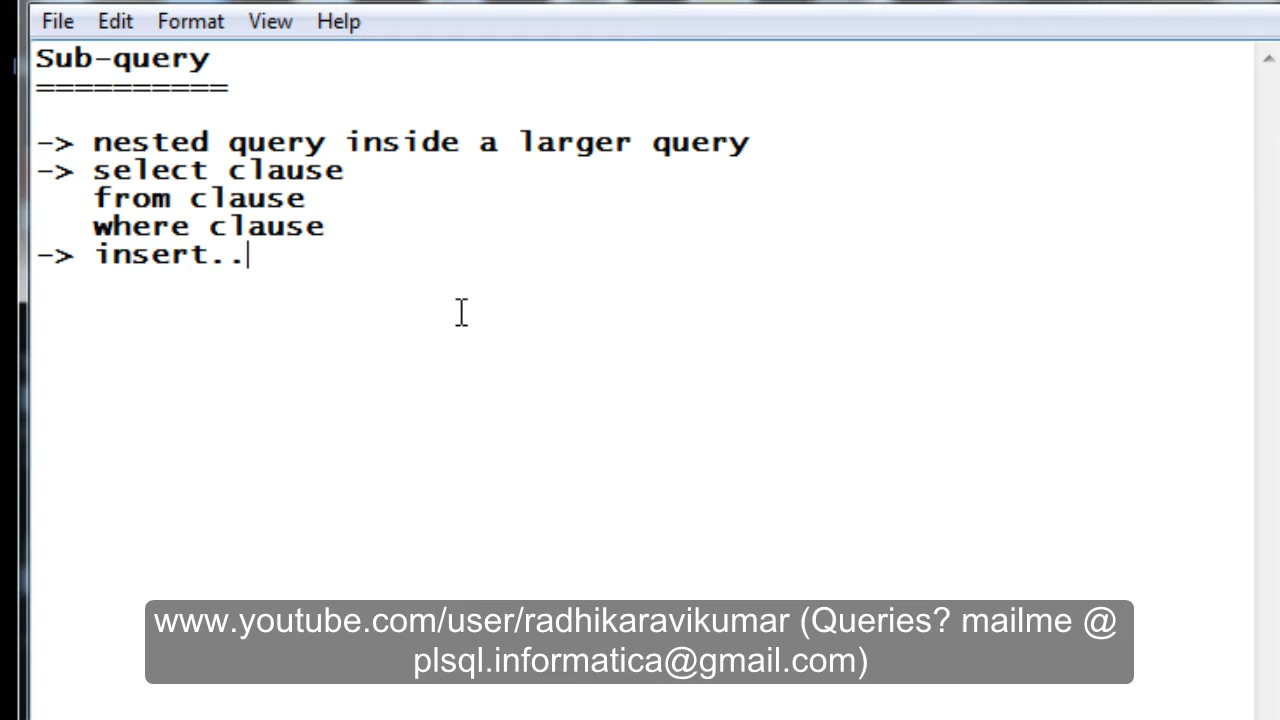 File Edit Format View Help
Sub-query
==========
-> nested query inside a larger query
-> select clause
from clause
where clause
-> insert..
www.youtube.com/user/radhikaravikumar (Queries? mailme @
plsql.informatica@gmail.com)